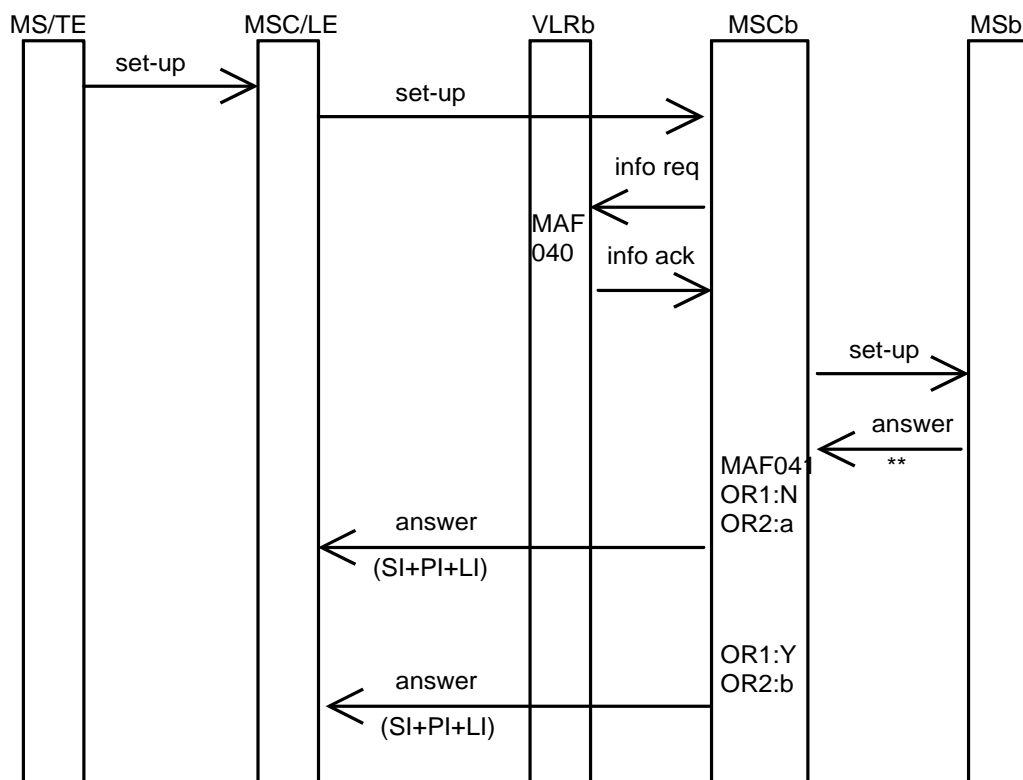 MS/TE
MSC/LE
VLRb
MSCb
MSb
set-up
set-up
info req
MAF
040
info ack
set-up
answer
**
MAF041
OR1:N
OR2:a
answer
(SI+PI+LI)
OR1:Y
OR2:b
answer
(SI+PI+LI)